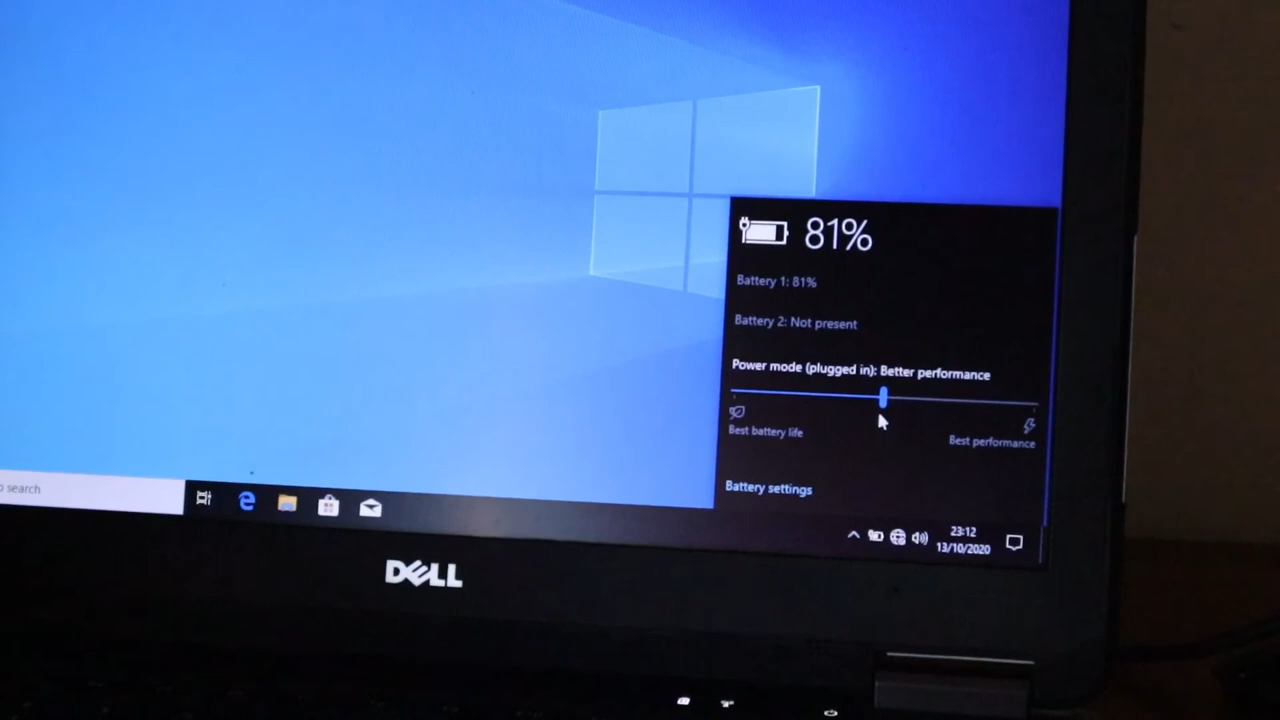 81%
Battery 1: 81%
Battery 2: Not present
Power mode (plugged in): Better performance
Best battery life
Best performance
Battery settings
search
23:12
13/10/2020
DELL